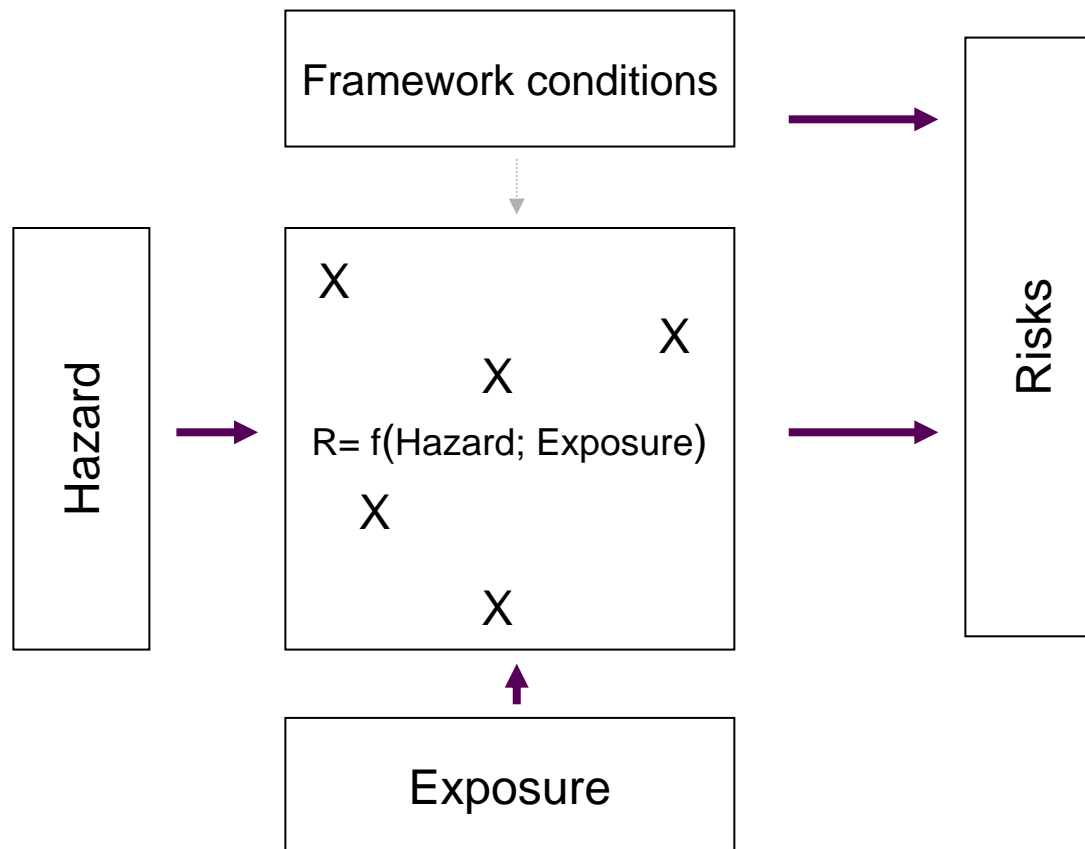 Framework conditions
Hazard
X
X
X
R= f(Hazard; Exposure)
X
X
Risks
Exposure